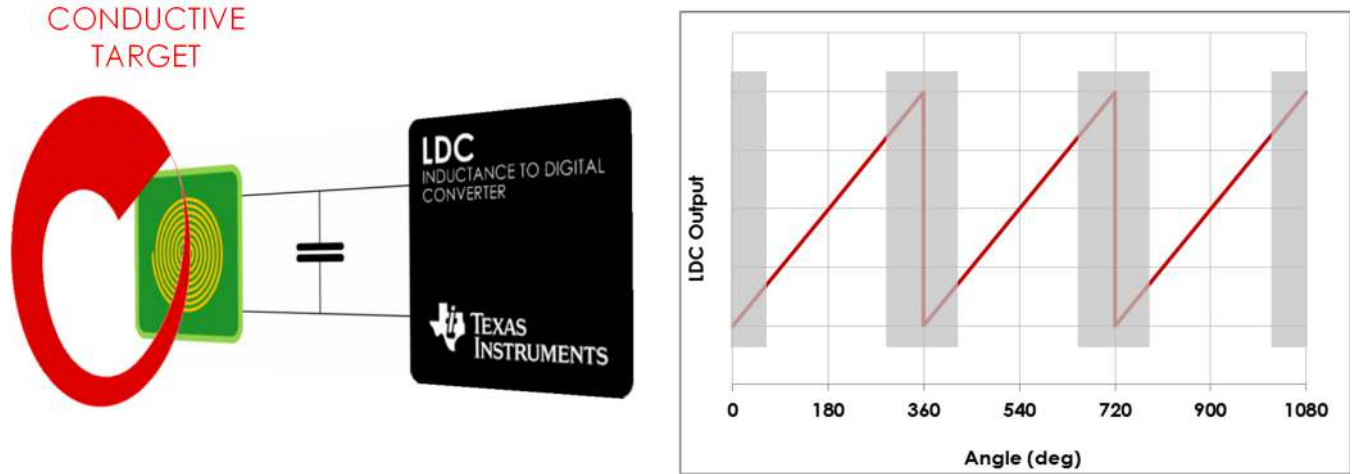 CONDUCTIVE
TARGET
LDC
INDUCTANCE TO DIGITAL
CONVERTER
TEXAS
INSTRUMENTS
LDC Output
0 180 360 540 720 900 1080
Angle (deg)